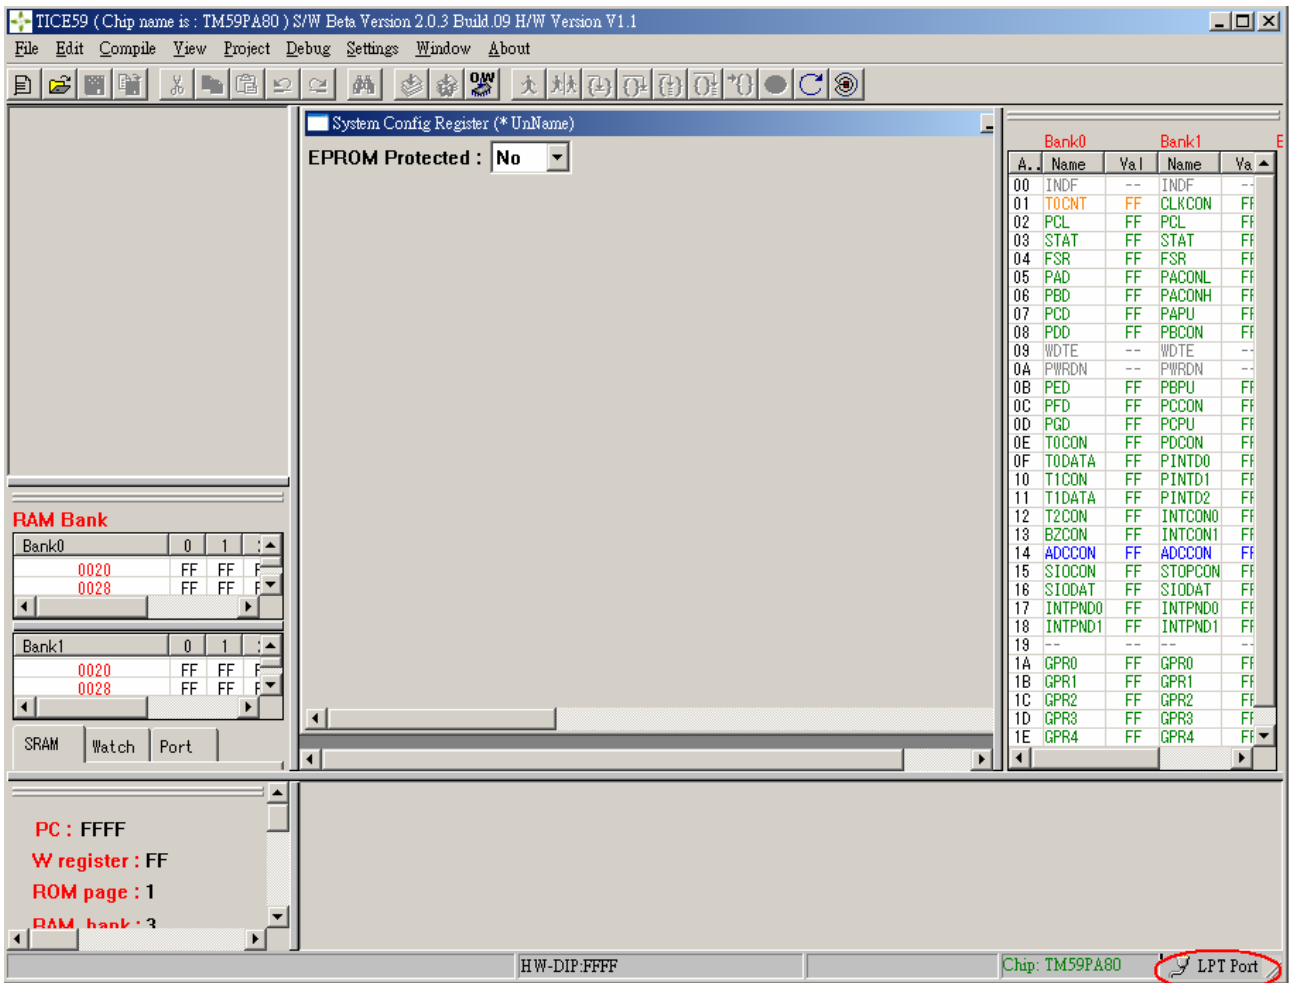 TICE59 ( Chip name is : TM59PA80 ) S/W Beta Version 2.0.3 Build.09 H/W Version V1.1
File Edit Compile View Project Debug Settings Window About
O/W
System Config Register (* UnName)
EPROM Protected : No
Bank0 Bank1
A.. Name Val Name Va
00 INDF -- INDF --
01 T0CNT FF CLKCON FF
02 PCL FF PCL FF
03 STAT FF STAT FF
04 FSR FF FSR FF
05 PAD FF PACONL FF
06 PBD FF PACONH FF
07 PCD FF PAPU FF
08 PDD FF PBCON FF
09 WDTE -- WDTE --
0A PWRDN -- PWRDN --
0B PED FF PBPU FF
0C PFD FF PCCON FF
0D PGD FF PCPU FF
0E T0CON FF PDCON FF
0F T0DATA FF PINTD0 FF
10 T1CON FF PINTD1 FF
11 T1DATA FF PINTD2 FF
12 T2CON FF INTCON0 FF
13 BZCON FF INTCON1 FF
14 ADCCON FF ADCCON FF
15 SIOCON FF STOPCON FF
16 SIODAT FF SIODAT FF
17 INTPND0 FF INTPND0 FF
18 INTPND1 FF INTPND1 FF
19 -- -- -- --
1A GPR0 FF GPR0 FF
1B GPR1 FF GPR1 FF
1C GPR2 FF GPR2 FF
1D GPR3 FF GPR3 FF
1E GPR4 FF GPR4 FF
RAM Bank
Bank0 0 1
0020 FF FF
0028 FF FF
Bank1 0 1
0020 FF FF
0028 FF FF
SRAM Watch Port
PC : FFFF
W register : FF
ROM page : 1
RAM bank : 3
HW-DIP:FFFF
Chip: TM59PA80
LPT Port